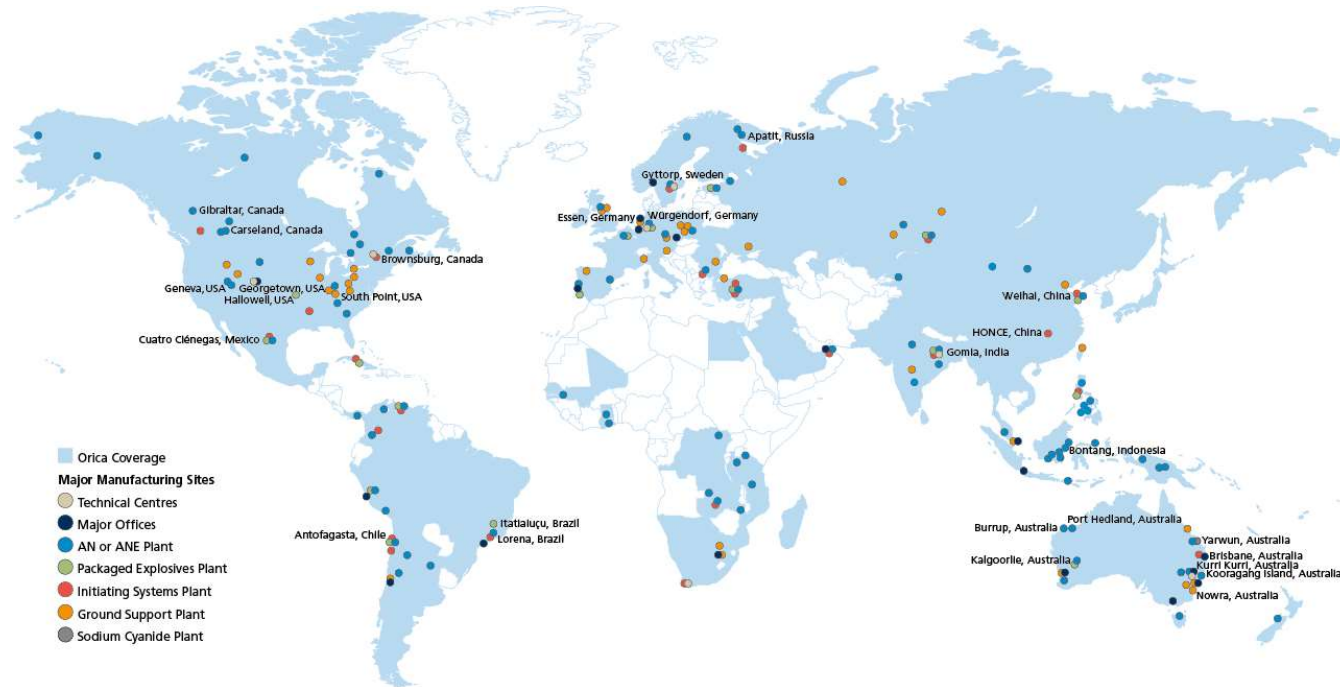 Apatit, Russia
Gyttorp, Sweden
Gibraltar, Canada
Essen, Germany
Würgendorf, Germany
Carseland, Canada
Brownsburg, Canada
Geneva, USA
Georgetown, USA
Hallowell, USA
South Point, USA
Weihai, China
Cuatro Ciénegas, Mexico
HONCE, China
Gomia, India
Orica Coverage
Major Manufacturing Sites
Technical Centres
Major Offices
AN or ANE Plant
Packaged Explosives Plant
Initiating Systems Plant
Ground Support Plant
Sodium Cyanide Plant
Bontang, Indonesia
Antofagasta, Chile
Itatiaiuçu, Brazil
Lorena, Brazil
Burrup, Australia
Port Hedland, Australia
Yarwun, Australia
Brisbane, Australia
Kalgoorlie, Australia
Kurri Kurri, Australia
Kooragang Island, Australia
Nowra, Australia